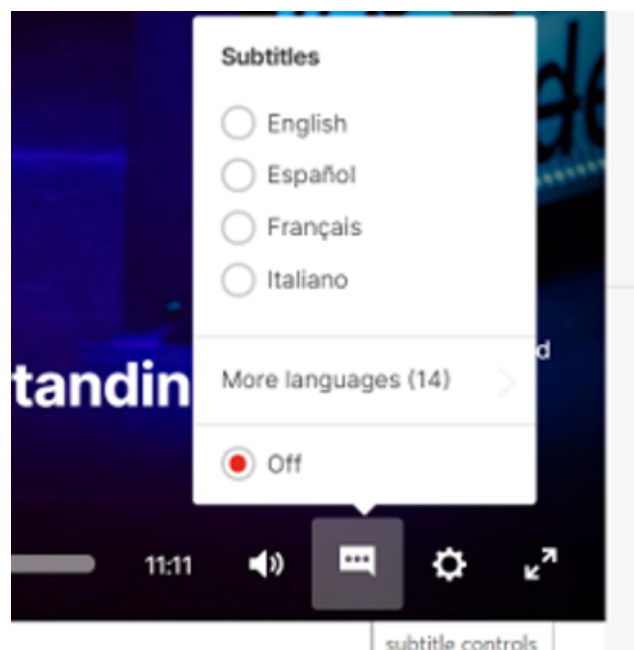 Subtitles
English
Español
Français
Italiano
d
More languages (14)
tandin
Off
11:11
subtitle controls